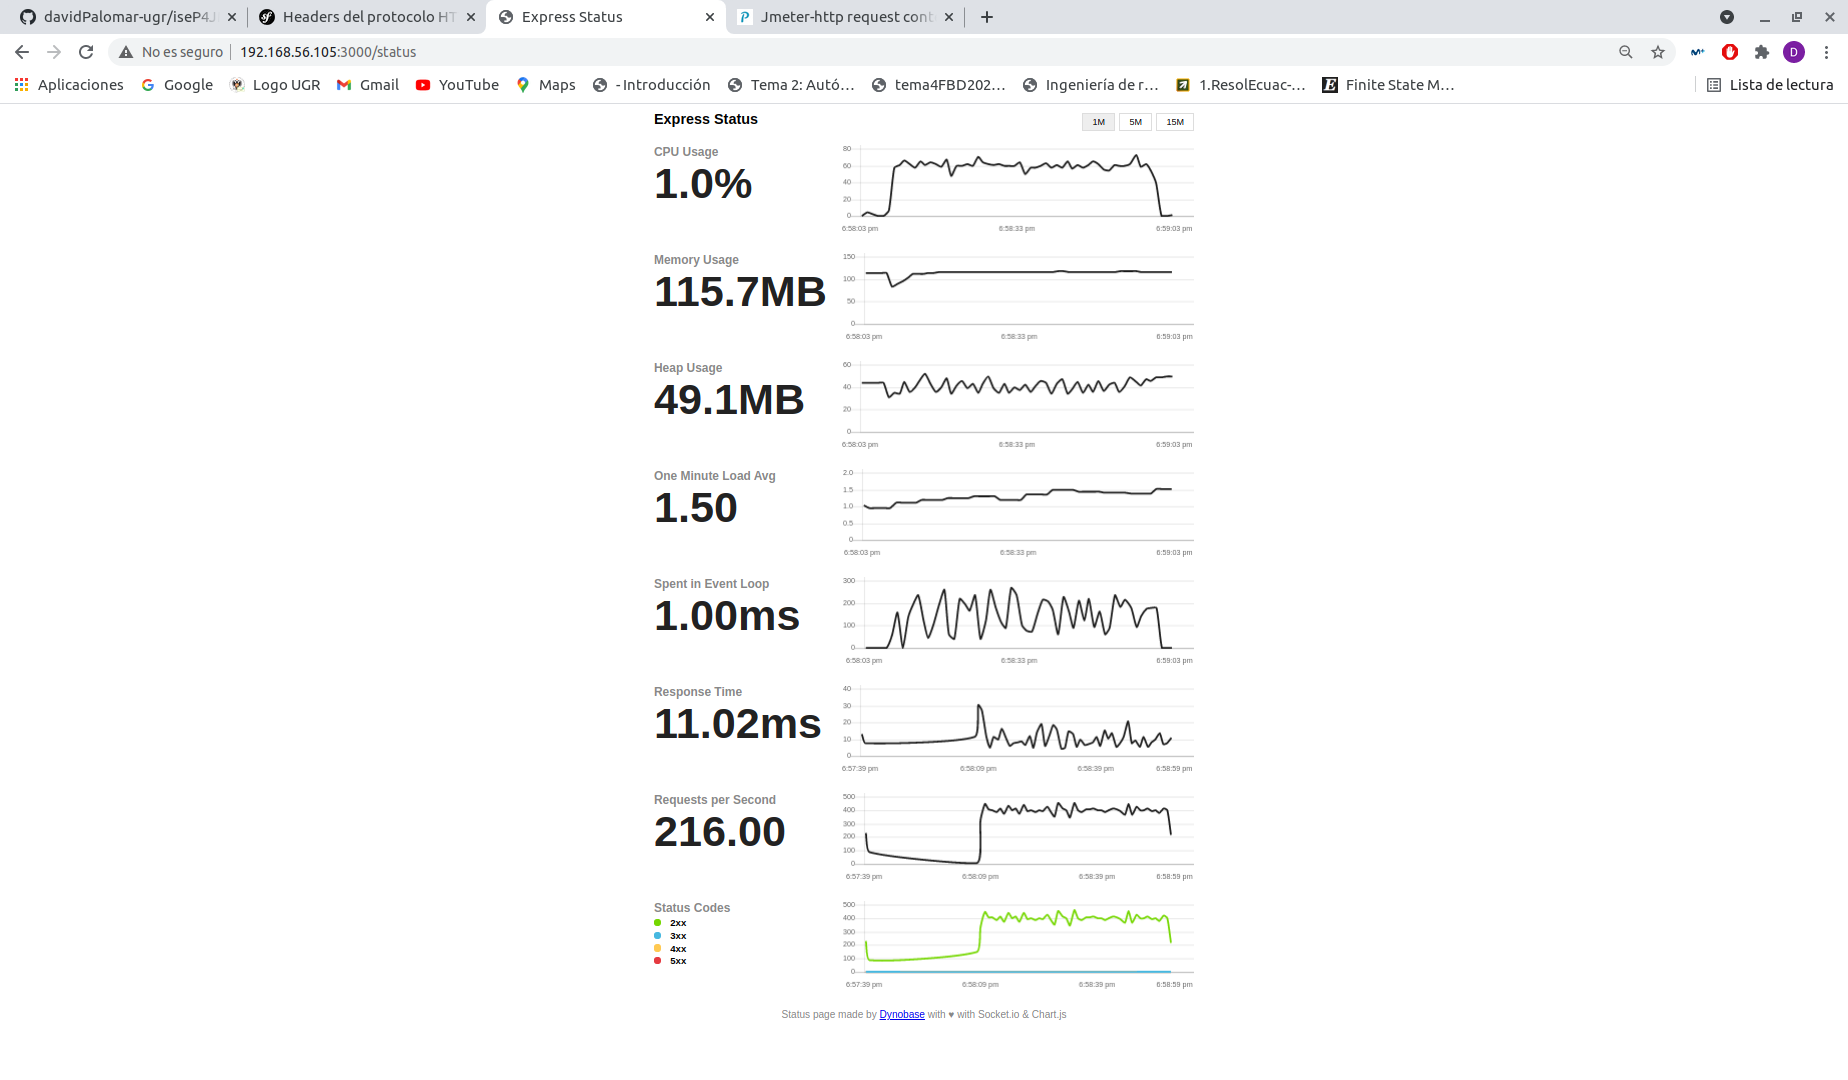 davidPalomar-ugr/iseP4J
Headers del protocolo HT
Express Status
Jmeter-http request cont
No es seguro
192.168.56.105:3000/status
D
Aplicaciones
Google
Logo UGR
Gmail
YouTube
Maps
- Introducción
Tema 2: Autó…
tema4FBD202…
Ingeniería de r…
1.ResolEcuac-…
Finite State M…
Lista de lectura
Express Status
1M 5M 15M
CPU Usage
1.0%
80
60
40
20
0
6:58:03 pm 6:58:33 pm 6:59:03 pm
Memory Usage
115.7MB
150
100
50
0
6:58:03 pm 6:58:33 pm 6:59:03 pm
Heap Usage
49.1MB
60
40
20
0
6:58:03 pm 6:58:33 pm 6:59:03 pm
One Minute Load Avg
1.50
2.0
1.5
1.0
0.5
0
6:58:03 pm 6:58:33 pm 6:59:03 pm
Spent in Event Loop
1.00ms
300
200
100
0
6:58:03 pm 6:58:33 pm 6:59:03 pm
Response Time
11.02ms
40
30
20
10
0
6:57:39 pm 6:58:09 pm 6:58:39 pm 6:58:59 pm
Requests per Second
216.00
500
400
300
200
100
0
6:57:39 pm 6:58:09 pm 6:58:39 pm 6:58:59 pm
Status Codes
2xx
3xx
4xx
5xx
500
400
300
200
100
0
6:57:39 pm 6:58:09 pm 6:58:39 pm 6:58:59 pm
Status page made by Dynobase with ♥ with Socket.io & Chart.js